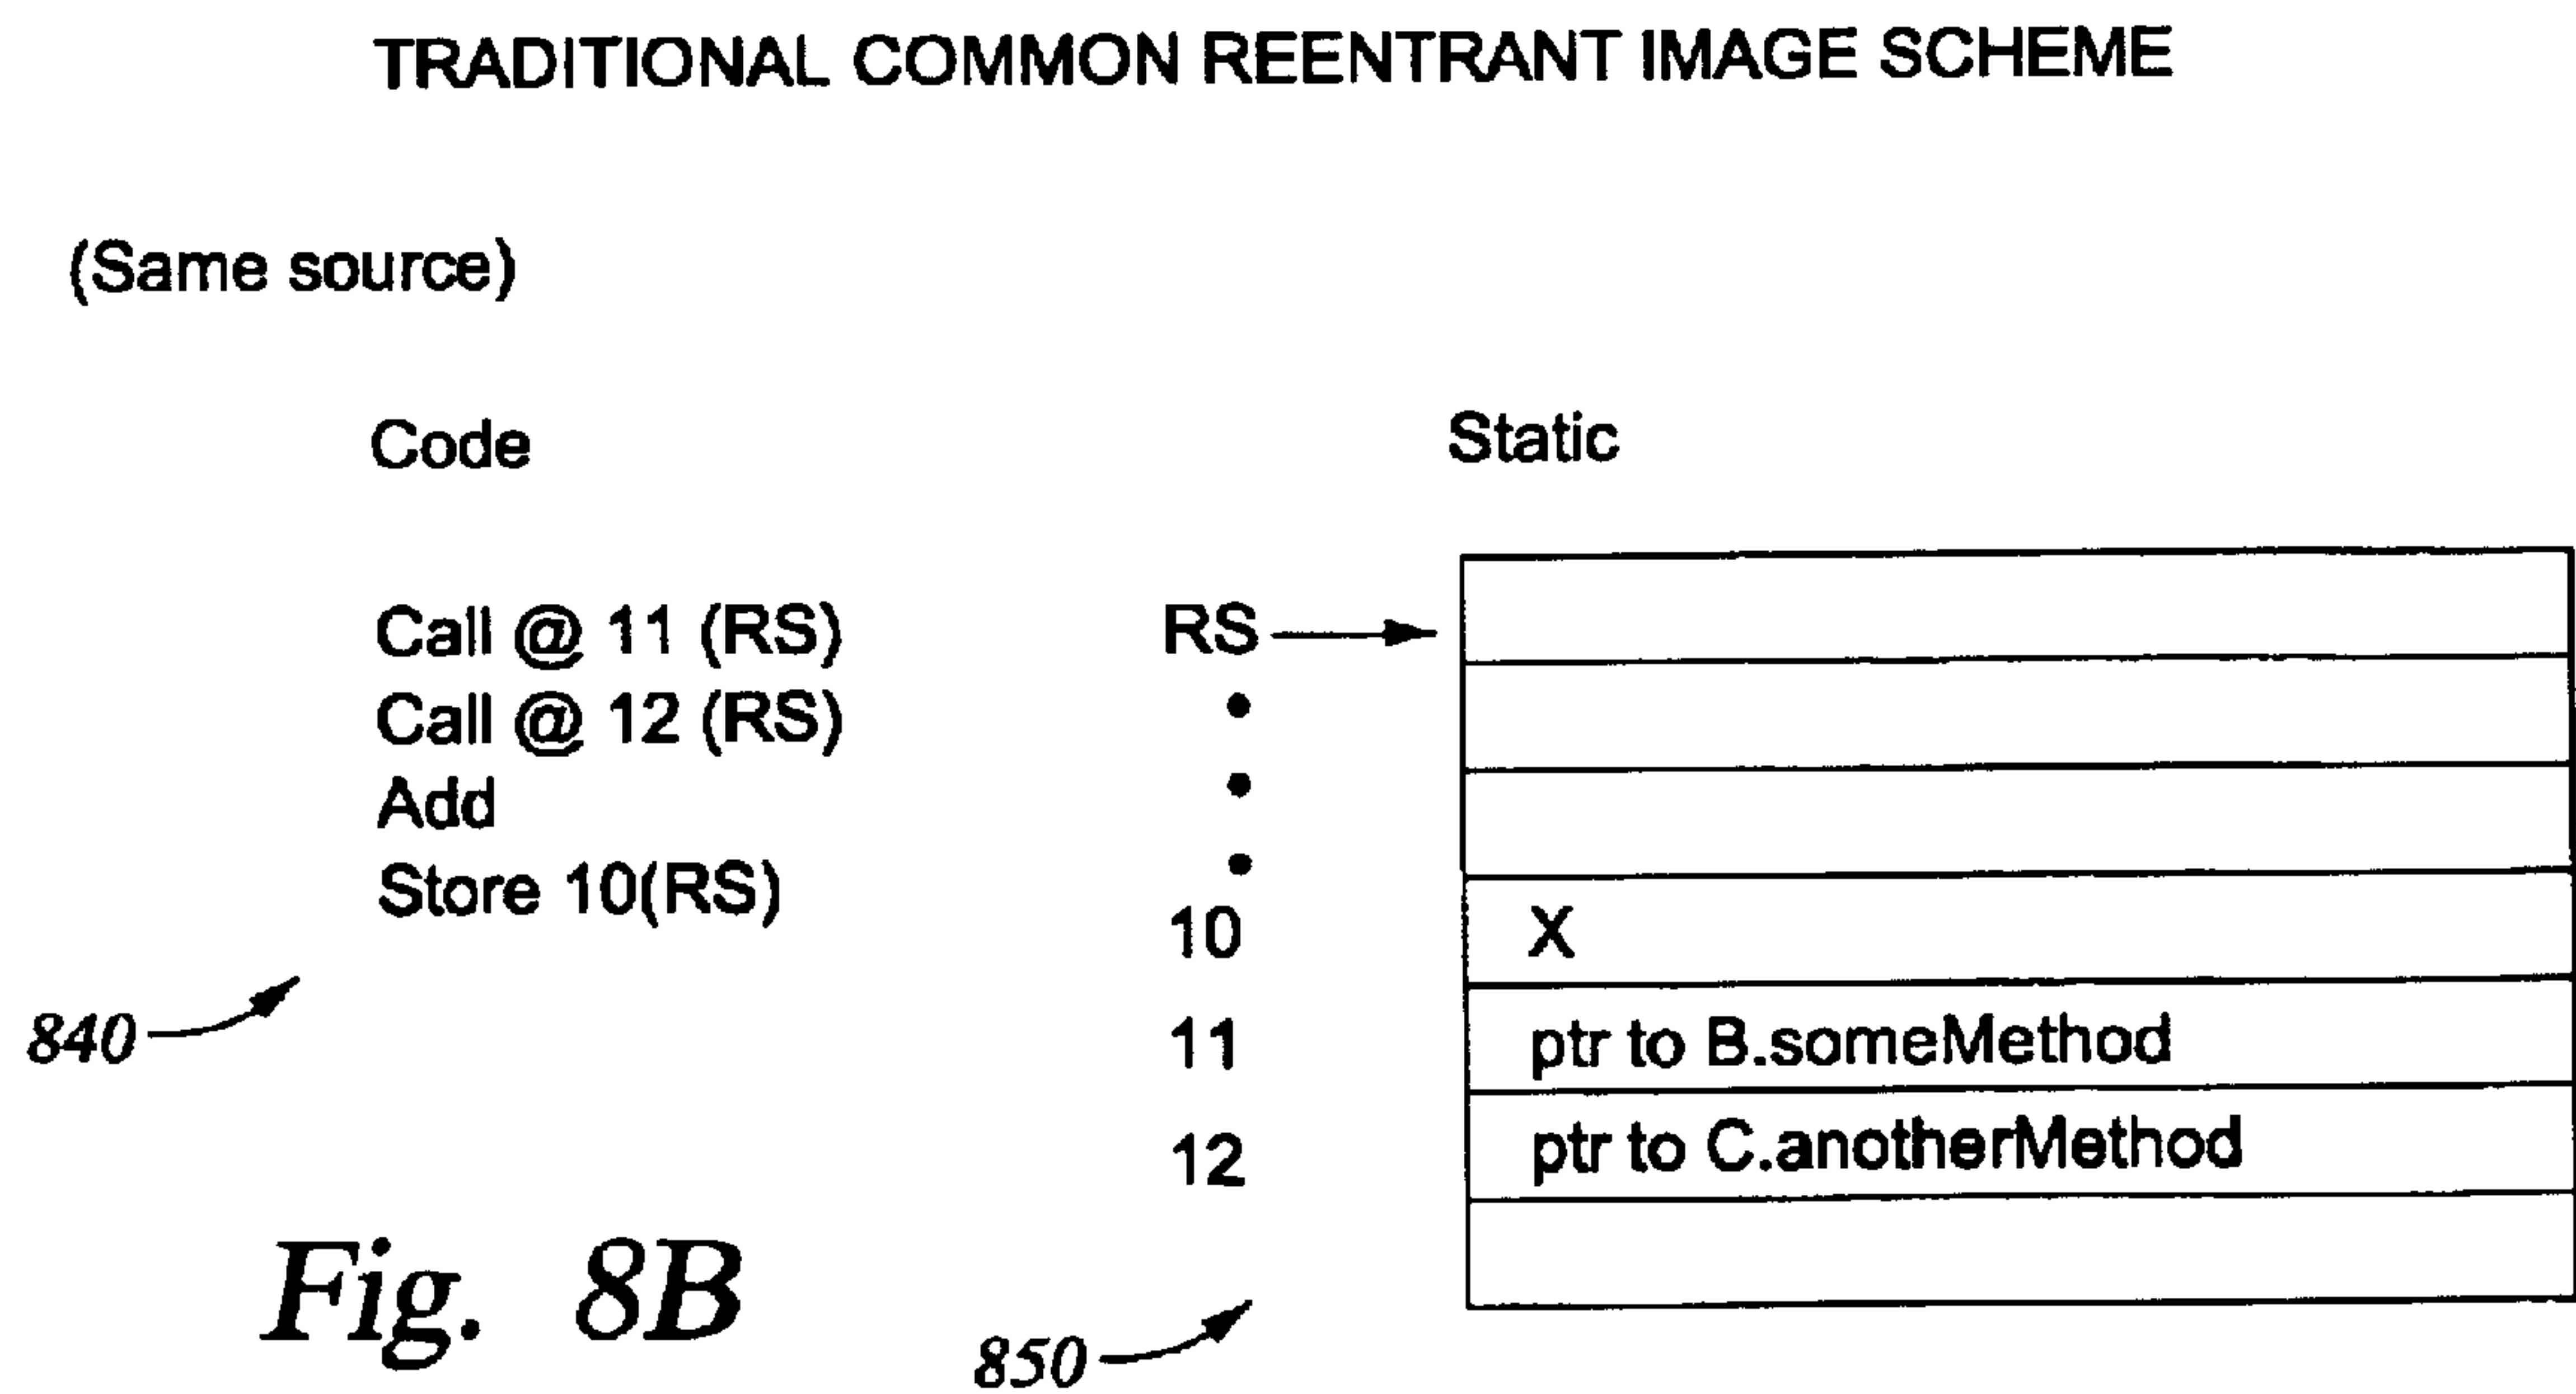 TRADITIONAL COMMON REENTRANT IMAGE SCHEME
(Same source)
Code
Call @ 11 (RS)
Call @ 12 (RS)
Add
Store 10(RS)
840
Static
RS
10
X
11
ptr to B.someMethod
12
ptr to C.anotherMethod
850
Fig. 8B